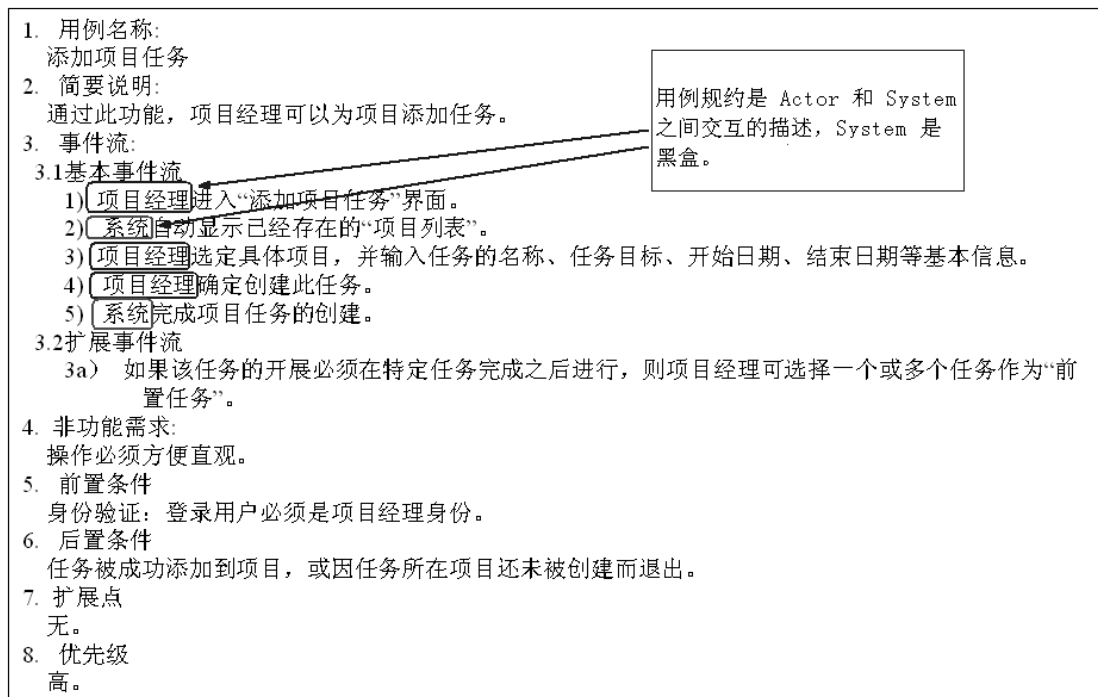 1. 用例名称:
添加项目任务
2. 简要说明:
通过此功能，项目经理可以为项目添加任务。
3. 事件流:
3.1基本事件流
1) 项目经理进入“添加项目任务”界面。
2) 系统自动显示已经存在的“项目列表”。
3) 项目经理选定具体项目，并输入任务的名称、任务目标、开始日期、结束日期等基本信息。
4) 项目经理确定创建此任务。
5) 系统完成项目任务的创建。
3.2扩展事件流
3a） 如果该任务的开展必须在特定任务完成之后进行，则项目经理可选择一个或多个任务作为“前
置任务”。
4. 非功能需求:
操作必须方便直观。
5. 前置条件
身份验证：登录用户必须是项目经理身份。
6. 后置条件
任务被成功添加到项目，或因任务所在项目还未被创建而退出。
7. 扩展点
无。
8. 优先级
高。
用例规约是 Actor 和 System
之间交互的描述，System 是
黑盒。